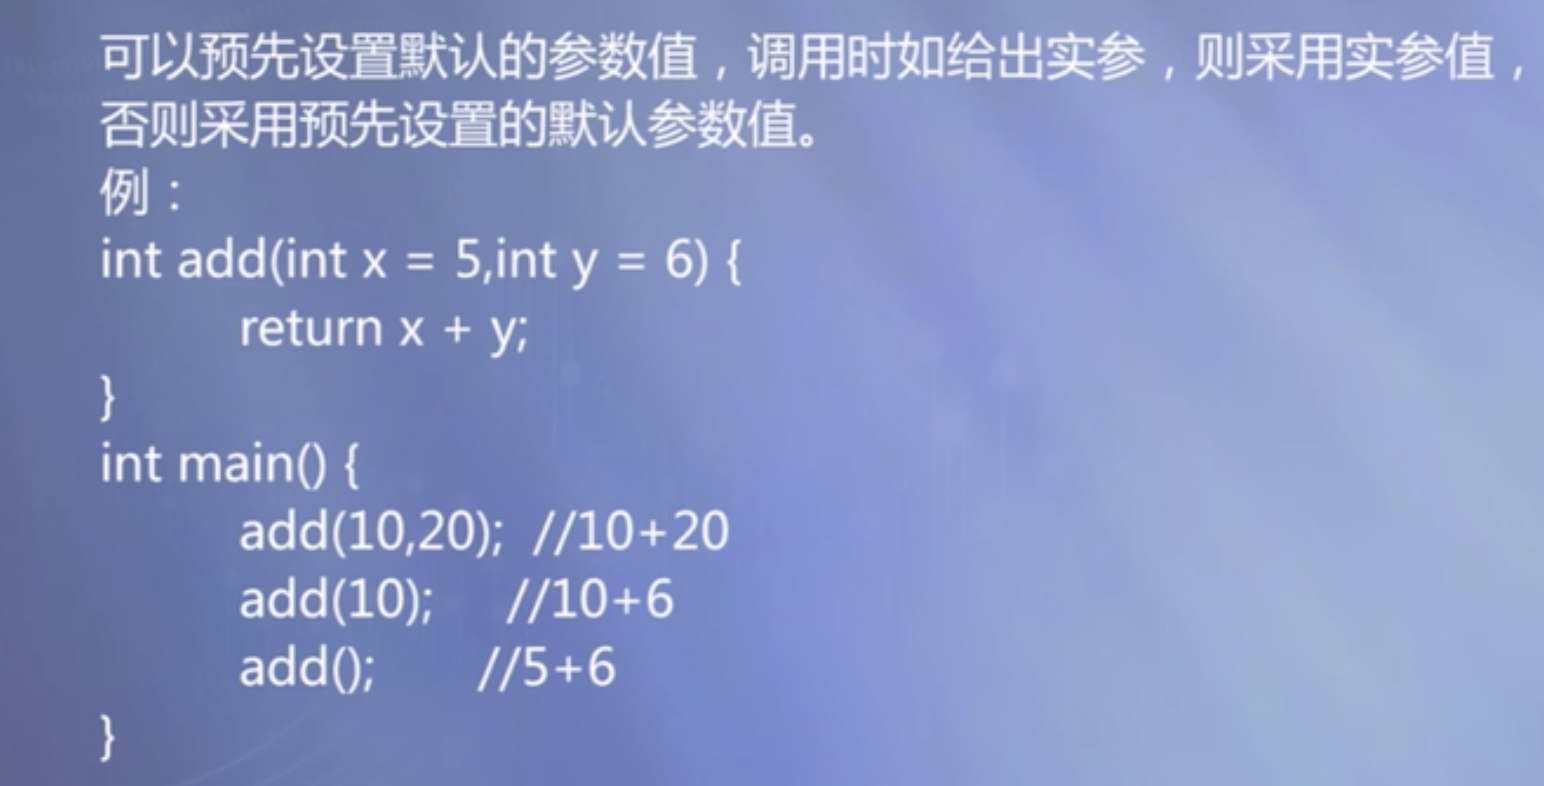 可以预先设置默认的参数值，调用时如给出实参，则采用实参值，
否则采用预先设置的默认参数值。
例：
int add(int x = 5,int y = 6) {
return x + y;
}
int main() {
add(10,20); //10+20
add(10); //10+6
add(); //5+6
}